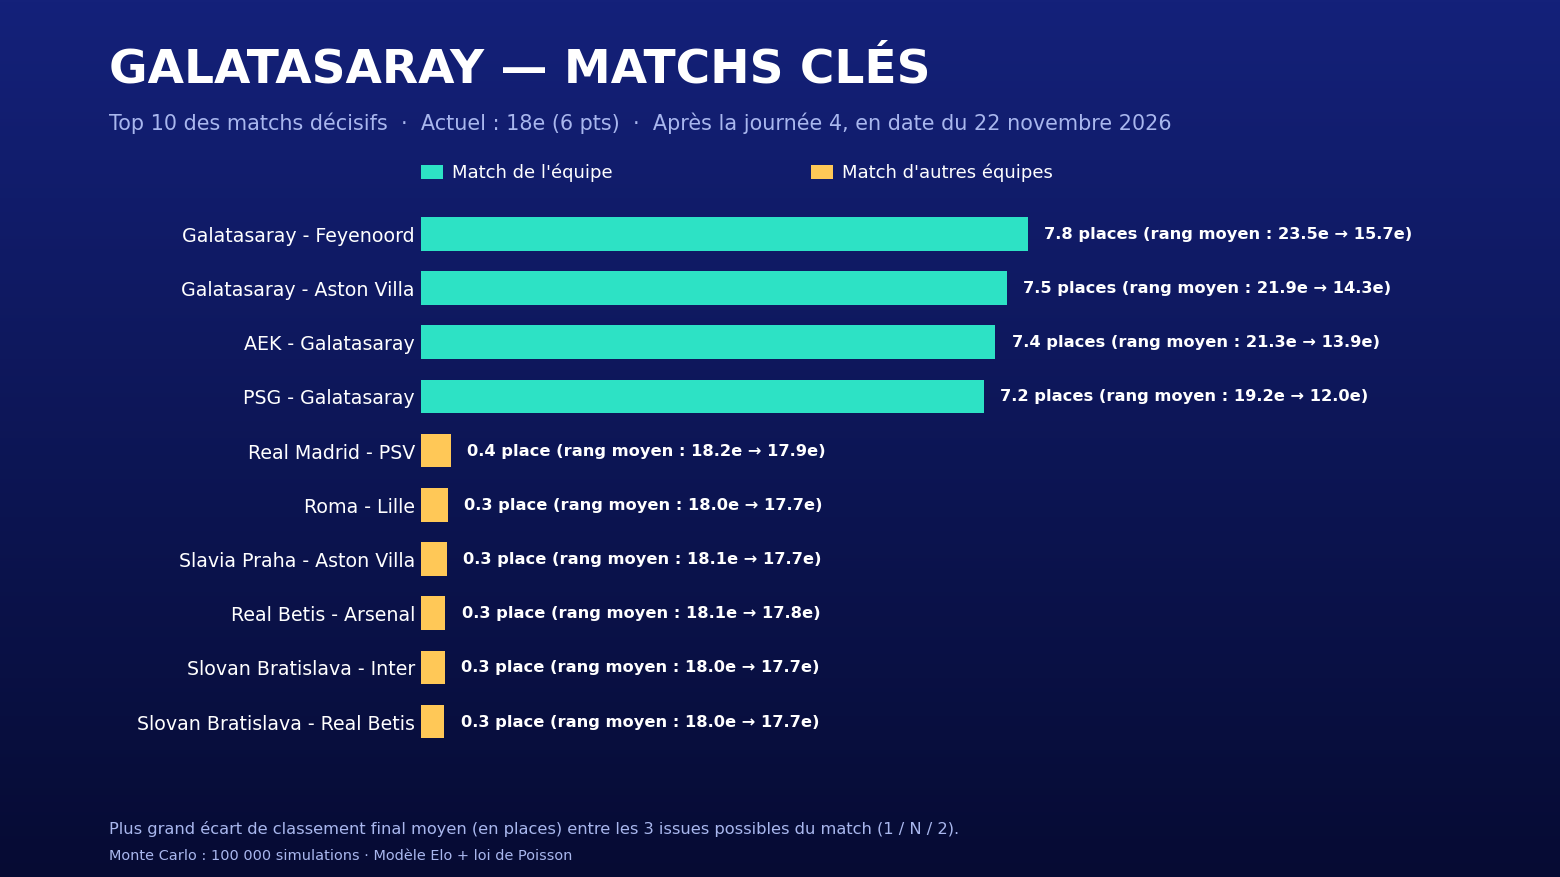 GALATASARAY — MATCHS CLÉS
Top 10 des matchs décisifs · Actuel : 18e (6 pts) · Après la journée 4, en date du 22 novembre 2026
Match de l'équipe Match d'autres équipes
Galatasaray - Feyenoord 7.8 places (rang moyen : 23.5e → 15.7e)
Galatasaray - Aston Villa 7.5 places (rang moyen : 21.9e → 14.3e)
AEK - Galatasaray 7.4 places (rang moyen : 21.3e → 13.9e)
PSG - Galatasaray 7.2 places (rang moyen : 19.2e → 12.0e)
Real Madrid - PSV 0.4 place (rang moyen : 18.2e → 17.9e)
Roma - Lille 0.3 place (rang moyen : 18.0e → 17.7e)
Slavia Praha - Aston Villa 0.3 place (rang moyen : 18.1e → 17.7e)
Real Betis - Arsenal 0.3 place (rang moyen : 18.1e → 17.8e)
Slovan Bratislava - Inter 0.3 place (rang moyen : 18.0e → 17.7e)
Slovan Bratislava - Real Betis 0.3 place (rang moyen : 18.0e → 17.7e)
Plus grand écart de classement final moyen (en places) entre les 3 issues possibles du match (1 / N / 2).
Monte Carlo : 100 000 simulations · Modèle Elo + loi de Poisson